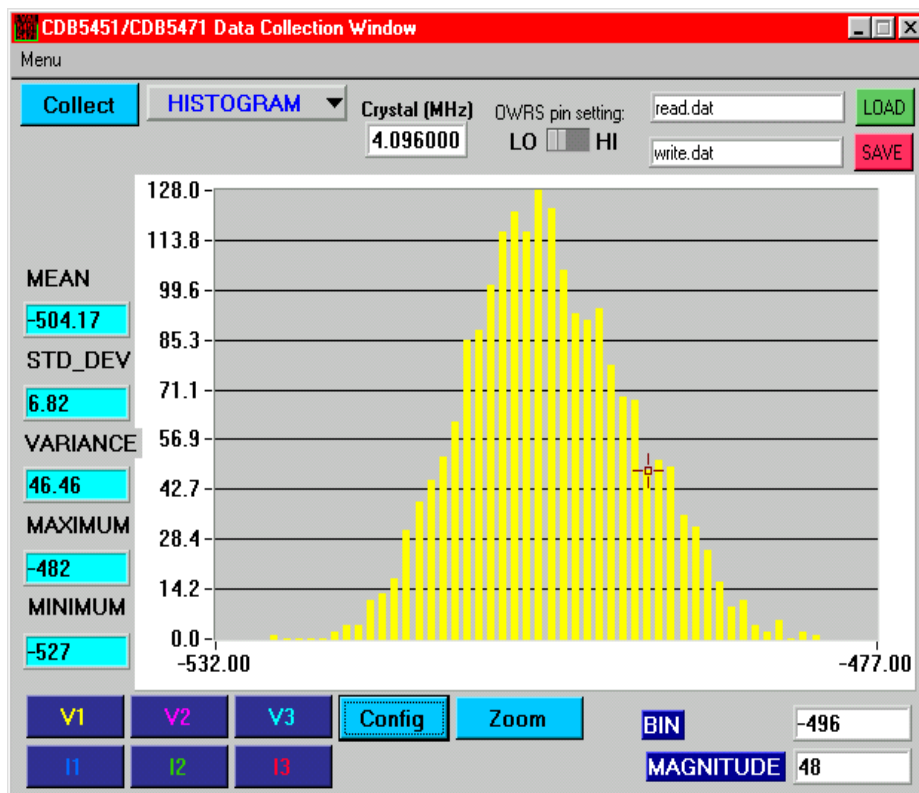 CDB5451/CDB5471 Data Collection Window
Menu
Collect
HISTOGRAM
Crystal (MHz)
4.096000
OWRS pin setting:
LO HI
read.dat
LOAD
write.dat
SAVE
MEAN
-504.17
STD_DEV
6.82
VARIANCE
46.46
MAXIMUM
-482
MINIMUM
-527
128.0
113.8
99.6
85.3
71.1
56.9
42.7
28.4
14.2
0.0
-532.00 -477.00
V1 V2 V3 Config Zoom
I1 I2 I3
BIN -496
MAGNITUDE 48